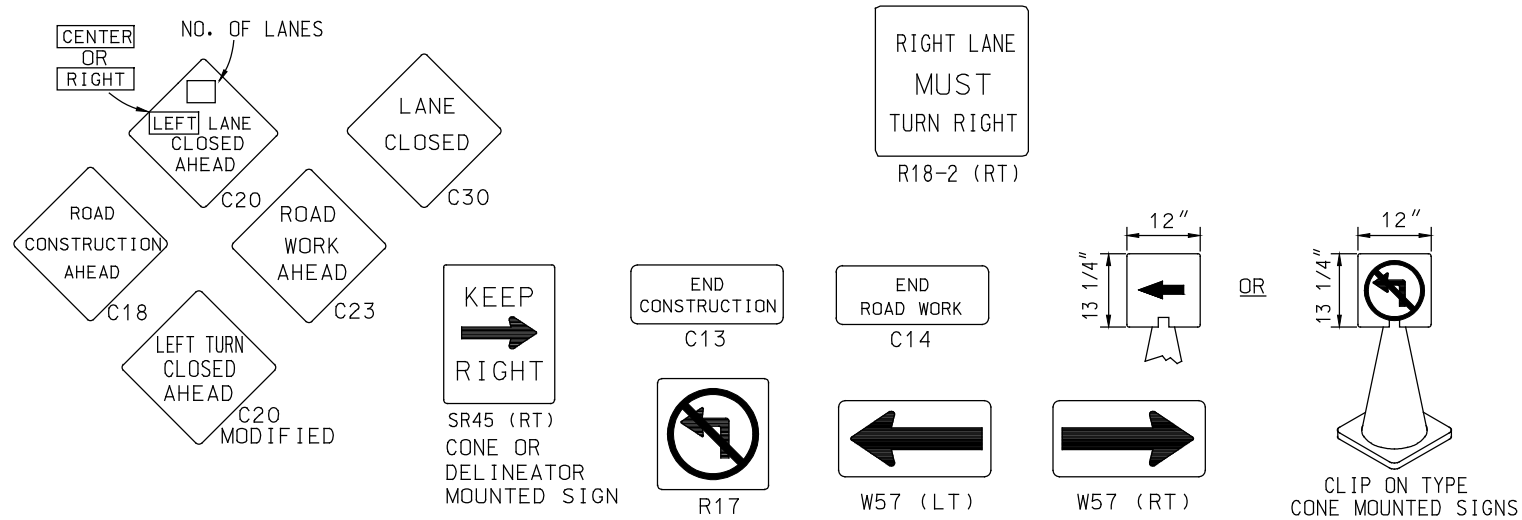 CENTER
OR
RIGHT
NO. OF LANES
LEFT LANE
CLOSED
AHEAD
C20
LANE
CLOSED
C30
ROAD
CONSTRUCTION
AHEAD
C18
ROAD
WORK
AHEAD
C23
LEFT TURN
CLOSED
AHEAD
C20
MODIFIED
KEEP
RIGHT
SR45 (RT)
CONE OR
DELINEATOR
MOUNTED SIGN
RIGHT LANE
MUST
TURN RIGHT
R18-2 (RT)
END
CONSTRUCTION
C13
END
ROAD WORK
C14
R17
W57 (LT)
W57 (RT)
12"
13 1/4"
OR
12"
13 1/4"
CLIP ON TYPE
CONE MOUNTED SIGNS